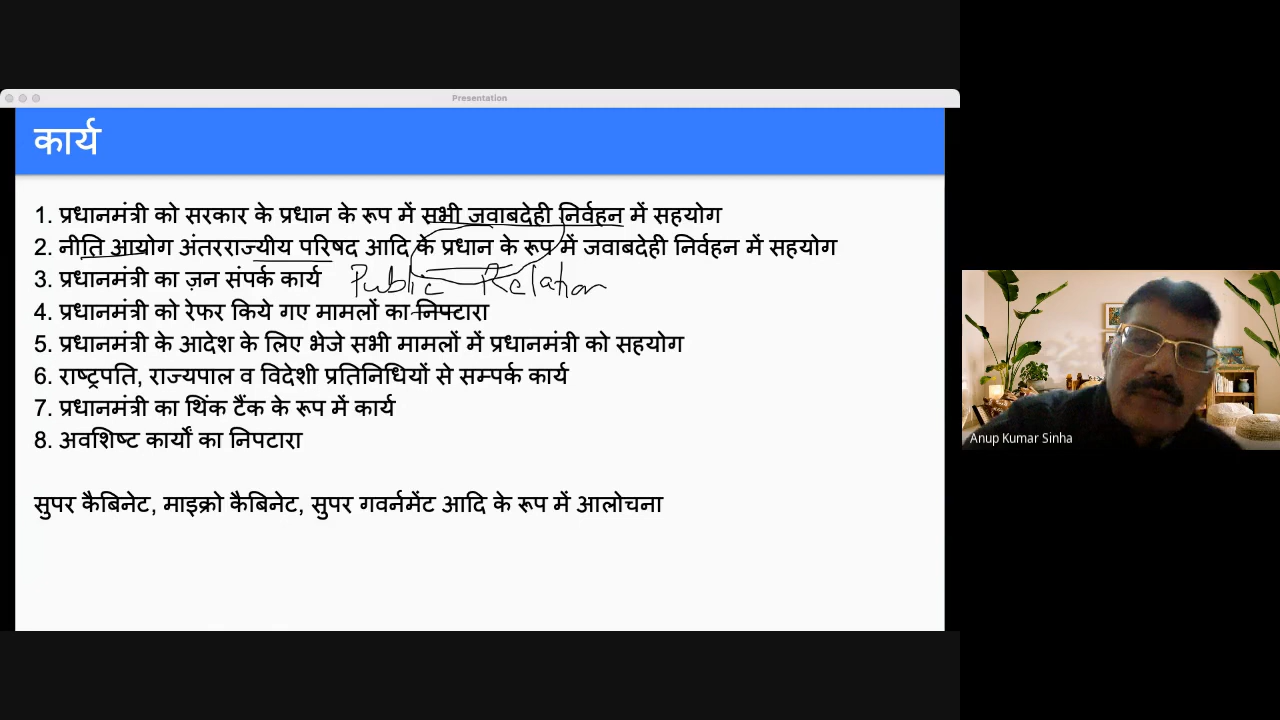 Presentation
कार्य
1. प्रधानमंत्री को सरकार के प्रधान के रूप में सभी जवाबदेही निर्वहन में सहयोग
2. नीति आयोग अंतरराज्यीय परिषद आदि के प्रधान के रूप में जवाबदेही निर्वहन में सहयोग
3. प्रधानमंत्री का ज़न संपर्क कार्य Public Relation
4. प्रधानमंत्री को रेफर किये गए मामलों का निपटारा
5. प्रधानमंत्री के आदेश के लिए भेजे सभी मामलों में प्रधानमंत्री को सहयोग
6. राष्ट्रपति, राज्यपाल व विदेशी प्रतिनिधियों से सम्पर्क कार्य
7. प्रधानमंत्री का थिंक टैंक के रूप में कार्य
8. अवशिष्ट कार्यों का निपटारा
सुपर कैबिनेट, माइक्रो कैबिनेट, सुपर गवर्नमेंट आदि के रूप में आलोचना
Anup Kumar Sinha